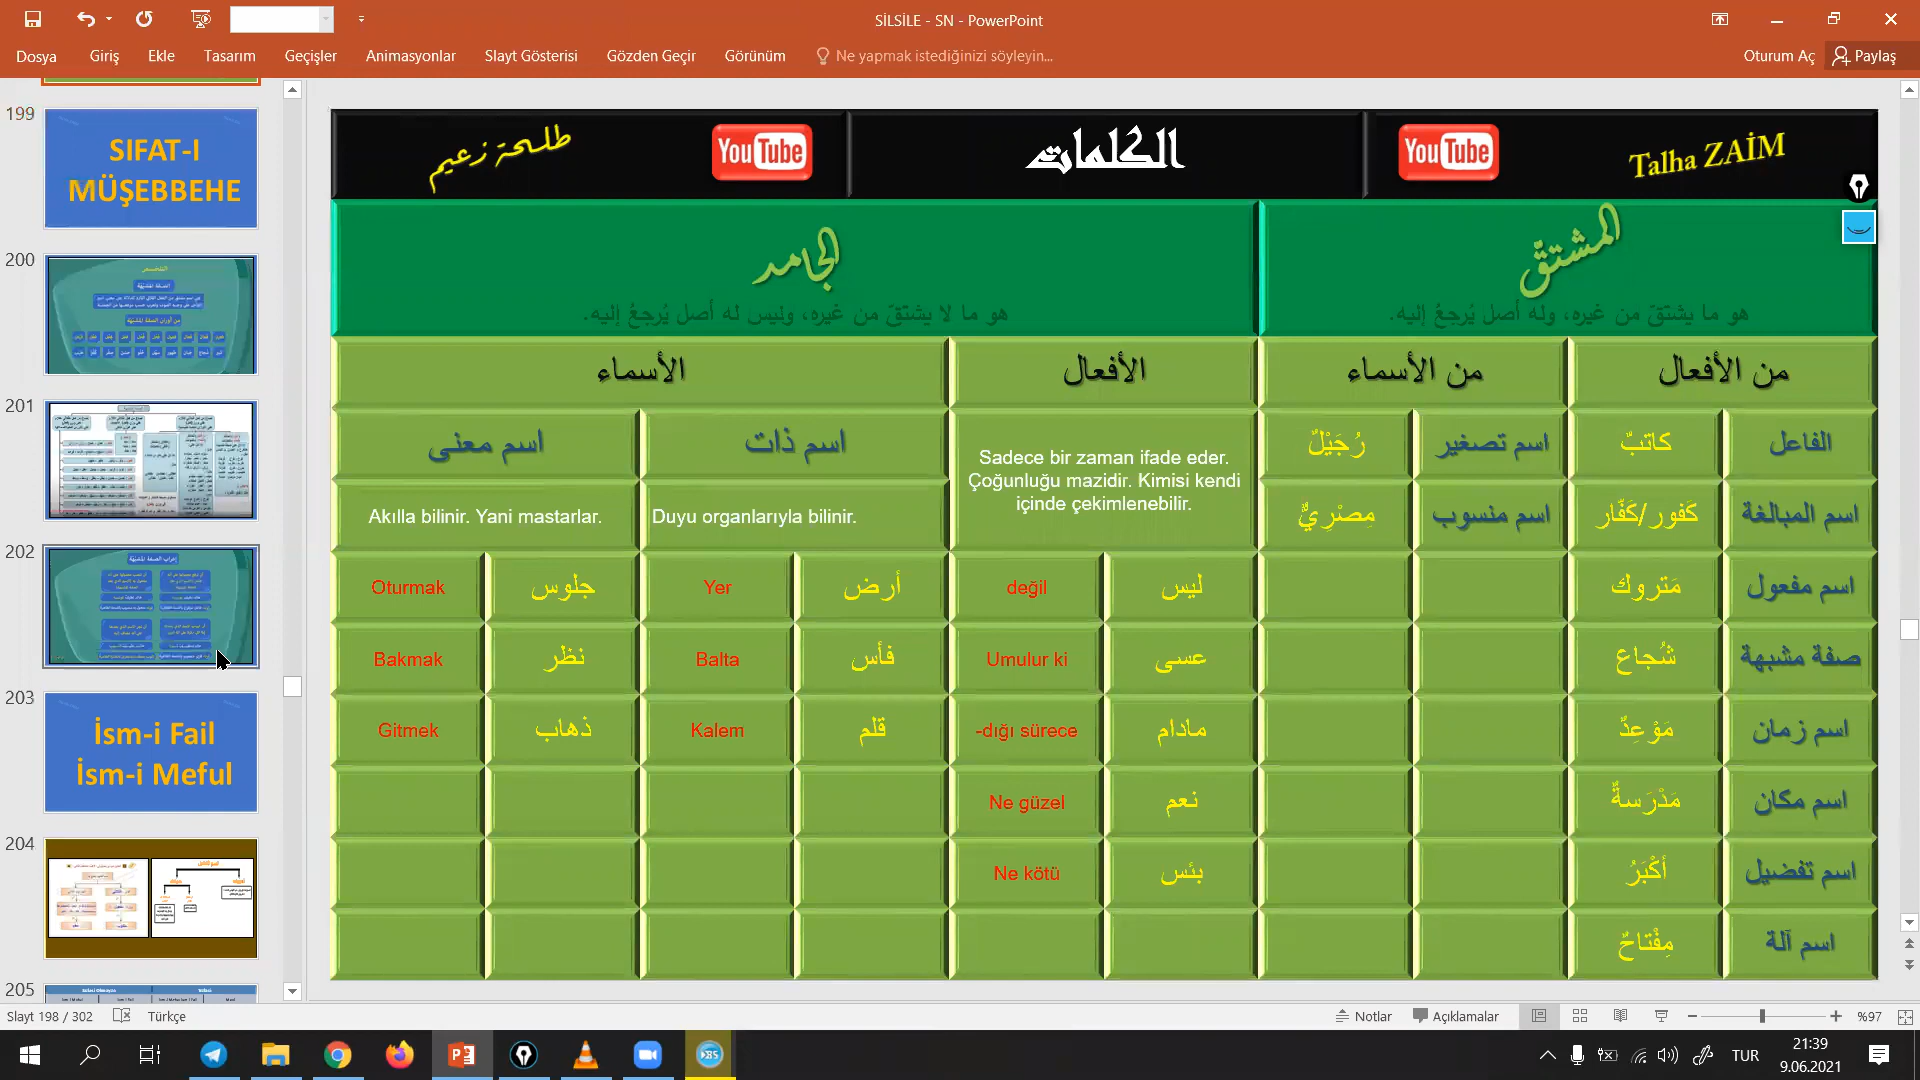 SİLSİLE - SN - PowerPoint
Dosya Giriş Ekle Tasarım Geçişler Animasyonlar Slayt Gösterisi Gözden Geçir Görünüm Ne yapmak istediğinizi söyleyin... Oturum Aç Paylaş
199
SIFAT-I
MÜŞEBBEHE
200
201
202
203
İsm-i Fail
İsm-i Meful
204
205
Talha ZAİM
YouTube
الكلمات
YouTube
طلحة زعيم
المشتق
هو ما يشتقّ من غيره، وله أصل يُرجعُ إليه.
الجامد
هو ما لا يشتقّ من غيره، وليس له أصل يُرجعُ إليه.
من الأفعال
من الأسماء
الأفعال
الأسماء
الفاعل
كاتبٌ
اسم تصغير
رُجَيْلٌ
Sadece bir zaman ifade eder.
Çoğunluğu mazidir. Kimisi kendi
içinde çekimlenebilir.
اسم ذات
اسم معنى
اسم المبالغة
كَفور/كَفّار
اسم منسوب
مِصْرِيٌّ
Duyu organlarıyla bilinir.
Akılla bilinir. Yani mastarlar.
اسم مفعول
مَتروك
ليس
değil
أرض
Yer
جلوس
Oturmak
صفة مشبهة
شُجاع
عسى
Umulur ki
فأس
Balta
نظر
Bakmak
اسم زمان
مَوْعِدٌ
مادام
-dığı sürece
قلم
Kalem
ذهاب
Gitmek
اسم مكان
مَدْرَسةٌ
نعم
Ne güzel
اسم تفضيل
أكْبَرُ
بئس
Ne kötü
اسم آلة
مِفْتاحٌ
Slayt 198 / 302 Türkçe Notlar Açıklamalar %97
TUR
21:39
9.06.2021